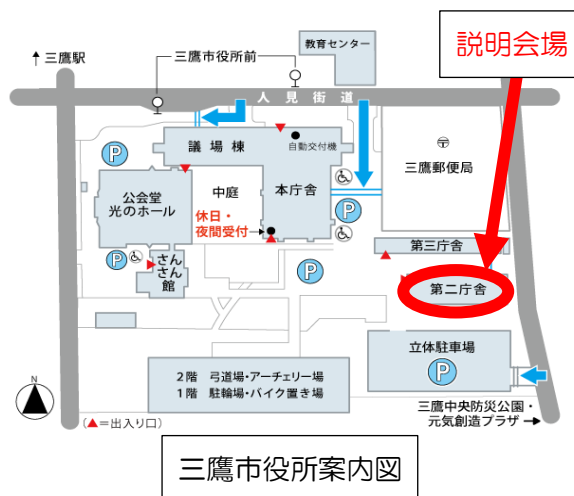 教育センター
説明会場
↑三鷹駅
三鷹市役所前
人見街道
議場棟
自動交付機
三鷹郵便局
P
公会堂
光のホール
中庭
本庁舎
P
休日・
夜間受付→
第三庁舎
P
さん
さん
館
P
第二庁舎
立体駐車場
P
2階 弓道場・アーチェリー場
1階 駐輪場・バイク置き場
N
(▲=出入り口)
三鷹中央防災公園・
元気創造プラザ→
三鷹市役所案内図